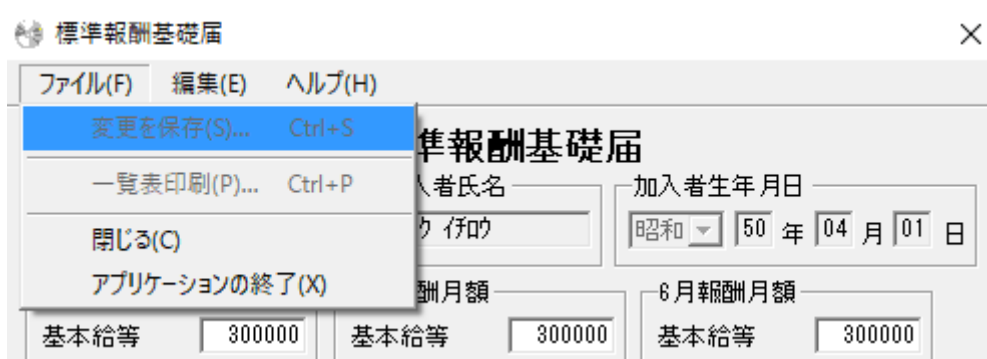 標準報酬基礎届
ファイル(F) 編集(E) ヘルプ(H)
変更を保存(S)... Ctrl+S
一覧表印刷(P)... Ctrl+P
閉じる(C)
アプリケーションの終了(X)
準報酬基礎届
入者氏名
ウ イチロウ
加入者生年月日
昭和 50 年 04 月 01 日
酬月額
6月報酬月額
基本給等 300000 基本給等 300000 基本給等 300000